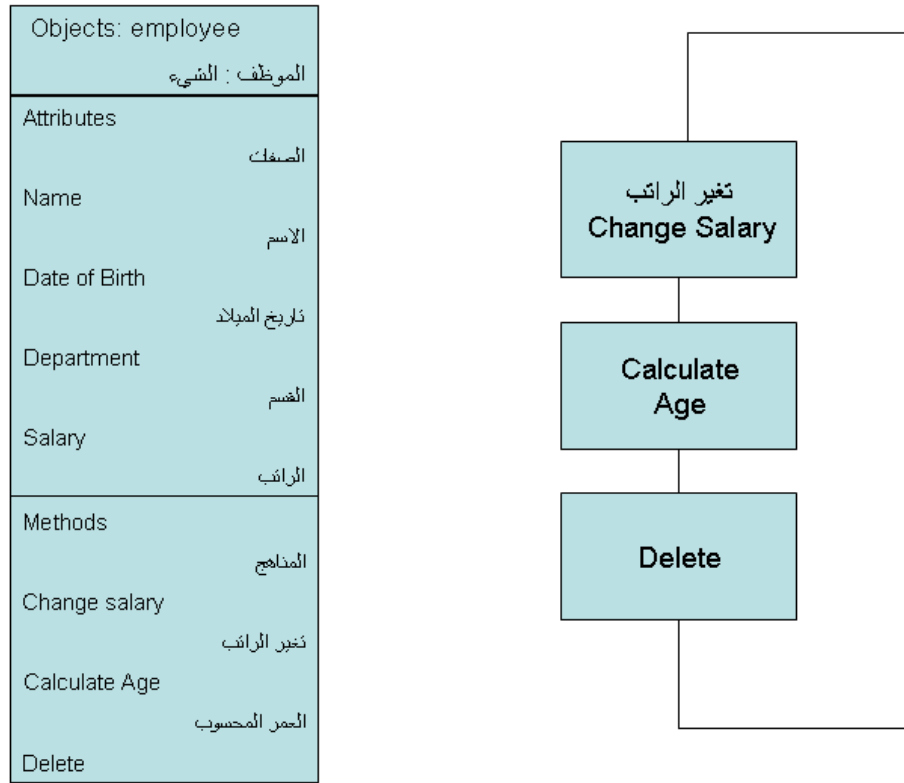 Objects: employee
الموظف : الشيء
Attributes
الصفات
Name
الاسم
Date of Birth
تاريخ الميلاد
Department
القسم
Salary
الراتب
Methods
المناهج
Change salary
تغير الراتب
Calculate Age
العمر المحسوب
Delete
تغير الراتب
Change Salary
Calculate
Age
Delete